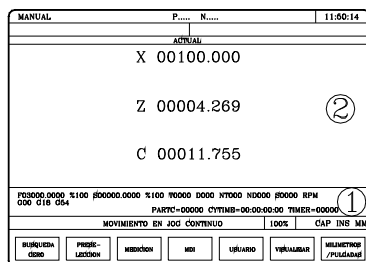 MANUAL P..... N..... 11:50:14
ACTUAL
X 00100.000
Z 00004.269
②
C 00011.755
F03000.0000 %100 S00000.0000 %100 T0000 D000 NT000 ND000 S0000 RPM
G00 G18 G54
PARTC=00000 CYTIME=00:00:00:00 TIMER=00000
①
MOVIMIENTO EN JOG CONTINUO 100% CAP INS MM
BUSQUEDA CERO PRESE-LECCION MEDICION MDI USUARIO VISUALIZAR MILIMETROS /PULGADAS